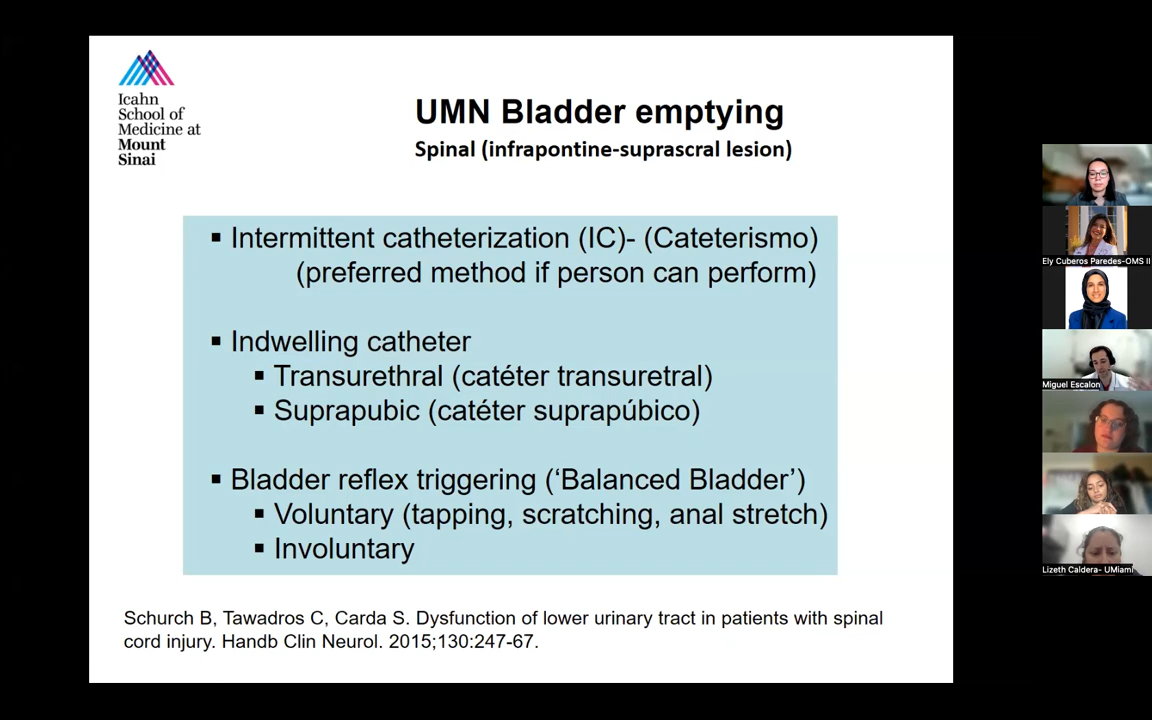 Icahn
School of
Medicine at
Mount
Sinai
UMN Bladder emptying
Spinal (infrapontine-suprascral lesion)
▪ Intermittent catheterization (IC)- (Cateterismo)
(preferred method if person can perform)
▪ Indwelling catheter
▪ Transurethral (catéter transuretral)
▪ Suprapubic (catéter suprapúbico)
▪ Bladder reflex triggering (‘Balanced Bladder’)
▪ Voluntary (tapping, scratching, anal stretch)
▪ Involuntary
Schurch B, Tawadros C, Carda S. Dysfunction of lower urinary tract in patients with spinal
cord injury. Handb Clin Neurol. 2015;130:247-67.
Ely Cuberos Paredes-OMS II
Miguel Escalon
Lizeth Caldera- UMiami